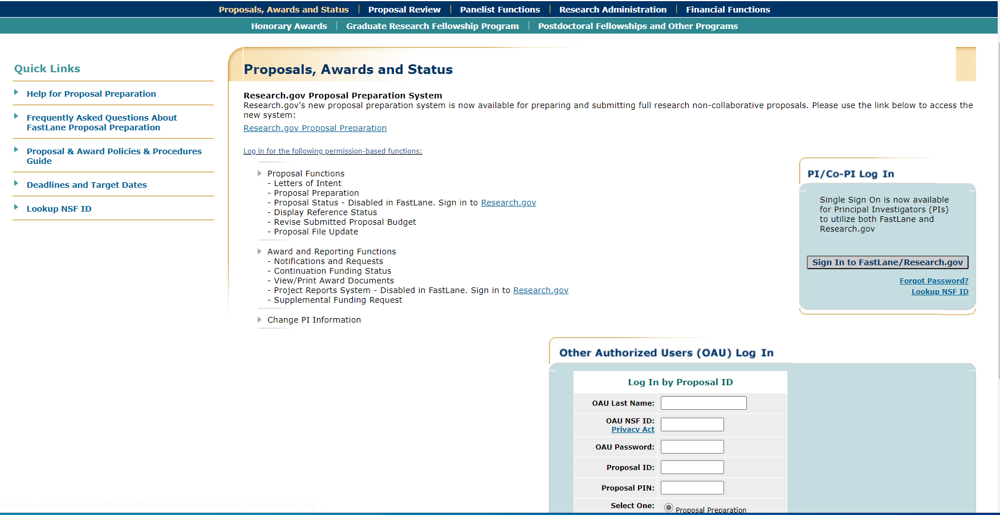 Proposals, Awards and Status | Proposal Review | Panelist Functions | Research Administration | Financial Functions
Honorary Awards | Graduate Research Fellowship Program | Postdoctoral Fellowships and Other Programs
Quick Links
Help for Proposal Preparation
Frequently Asked Questions About
FastLane Proposal Preparation
Proposal & Award Policies & Procedures
Guide
Deadlines and Target Dates
Lookup NSF ID
Proposals, Awards and Status
Research.gov Proposal Preparation System
Research.gov's new proposal preparation system is now available for preparing and submitting full research non-collaborative proposals. Please use the link below to access the
new system:
Research.gov Proposal Preparation
Log in for the following permission-based functions:
Proposal Functions
- Letters of Intent
- Proposal Preparation
- Proposal Status - Disabled in FastLane. Sign in to Research.gov
- Display Reference Status
- Revise Submitted Proposal Budget
- Proposal File Update
Award and Reporting Functions
- Notifications and Requests
- Continuation Funding Status
- View/Print Award Documents
- Project Reports System - Disabled in FastLane. Sign in to Research.gov
- Supplemental Funding Request
Change PI Information
PI/Co-PI Log In
Single Sign On is now available
for Principal Investigators (PIs)
to utilize both FastLane and
Research.gov
Sign In to FastLane/Research.gov
Forgot Password?
Lookup NSF ID
Other Authorized Users (OAU) Log In
Log In by Proposal ID
OAU Last Name:
OAU NSF ID:
Privacy Act
OAU Password:
Proposal ID:
Proposal PIN:
Select One:
Proposal Preparation